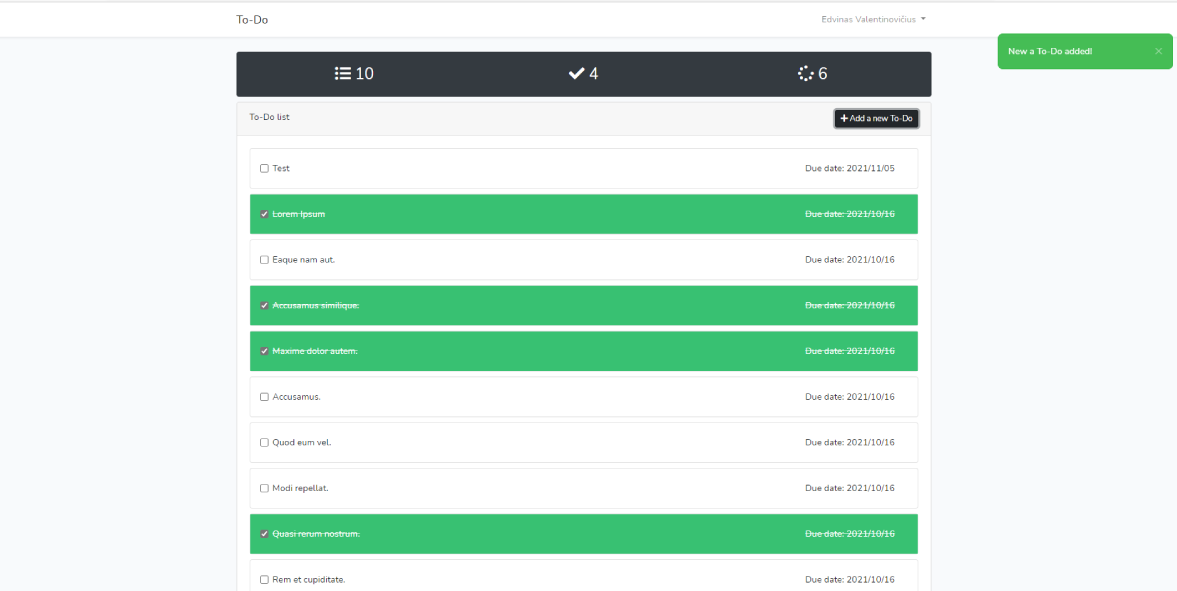 To-Do
Edvinas Valentinovičius
New a To-Do added!
10
4
6
To-Do list
Add a new To-Do
Test
Due date: 2021/11/05
Lorem Ipsum
Due date: 2021/10/16
Eaque nam aut.
Due date: 2021/10/16
Accusamus similique.
Due date: 2021/10/16
Maxime dolor autem.
Due date: 2021/10/16
Accusamus.
Due date: 2021/10/16
Quod eum vel.
Due date: 2021/10/16
Modi repellat.
Due date: 2021/10/16
Quasi rerum nostrum.
Due date: 2021/10/16
Rem et cupiditate.
Due date: 2021/10/16